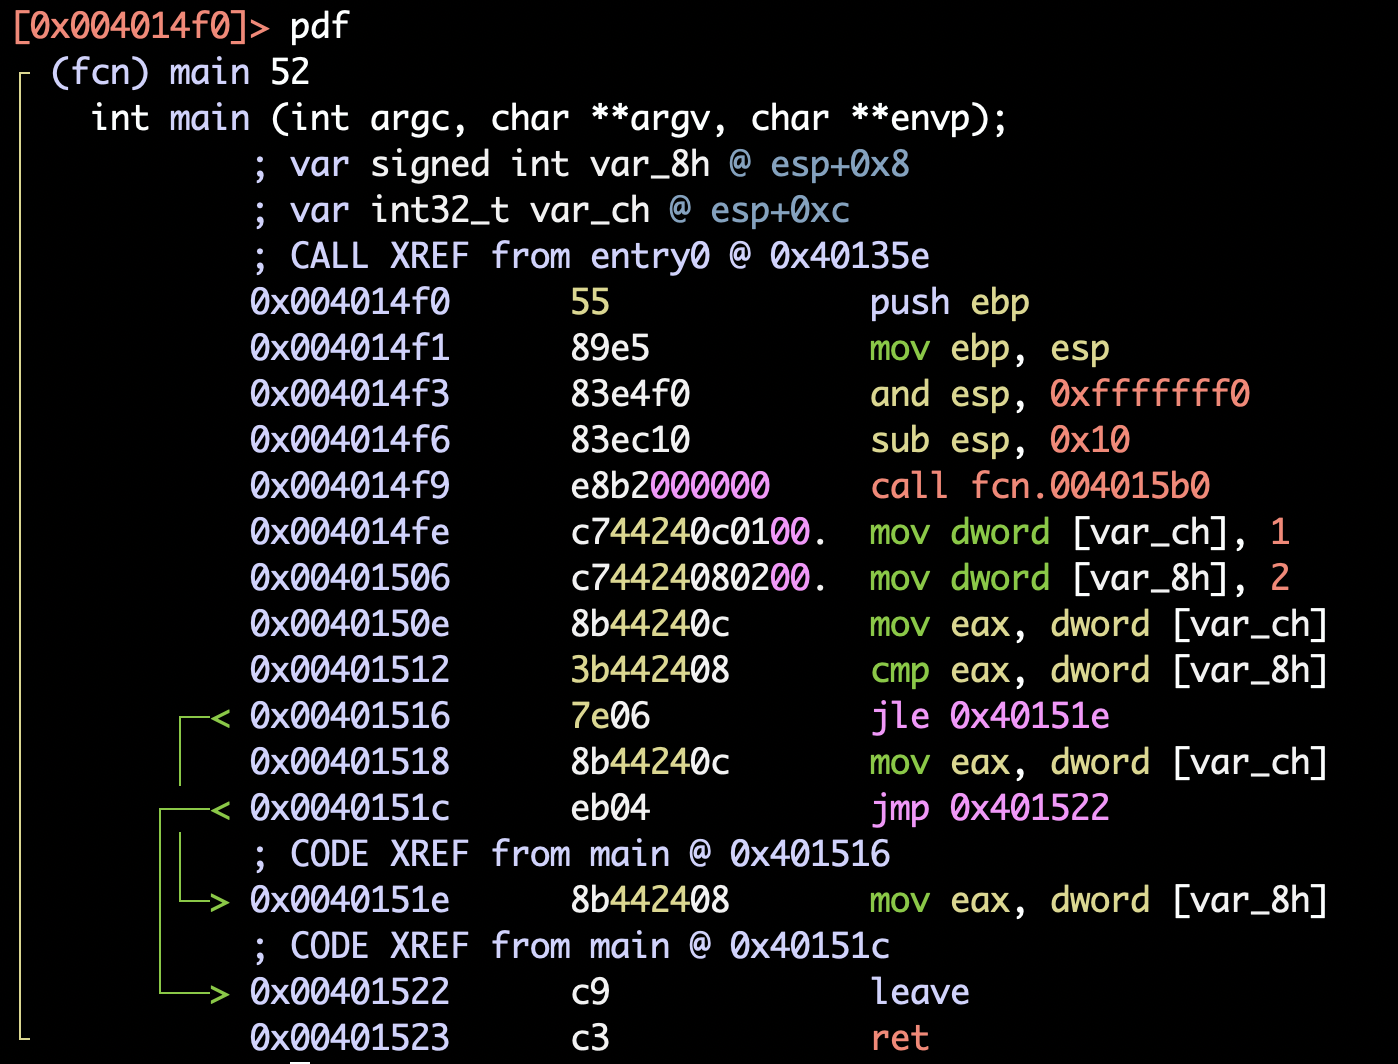 [0x004014f0]> pdf
(fcn) main 52
int main (int argc, char **argv, char **envp);
; var signed int var_8h @ esp+0x8
; var int32_t var_ch @ esp+0xc
; CALL XREF from entry0 @ 0x40135e
0x004014f0 55 push ebp
0x004014f1 89e5 mov ebp, esp
0x004014f3 83e4f0 and esp, 0xfffffff0
0x004014f6 83ec10 sub esp, 0x10
0x004014f9 e8b2000000 call fcn.004015b0
0x004014fe c744240c0100. mov dword [var_ch], 1
0x00401506 c74424080200. mov dword [var_8h], 2
0x0040150e 8b44240c mov eax, dword [var_ch]
0x00401512 3b442408 cmp eax, dword [var_8h]
< 0x00401516 7e06 jle 0x40151e
0x00401518 8b44240c mov eax, dword [var_ch]
< 0x0040151c eb04 jmp 0x401522
; CODE XREF from main @ 0x401516
> 0x0040151e 8b442408 mov eax, dword [var_8h]
; CODE XREF from main @ 0x40151c
> 0x00401522 c9 leave
0x00401523 c3 ret